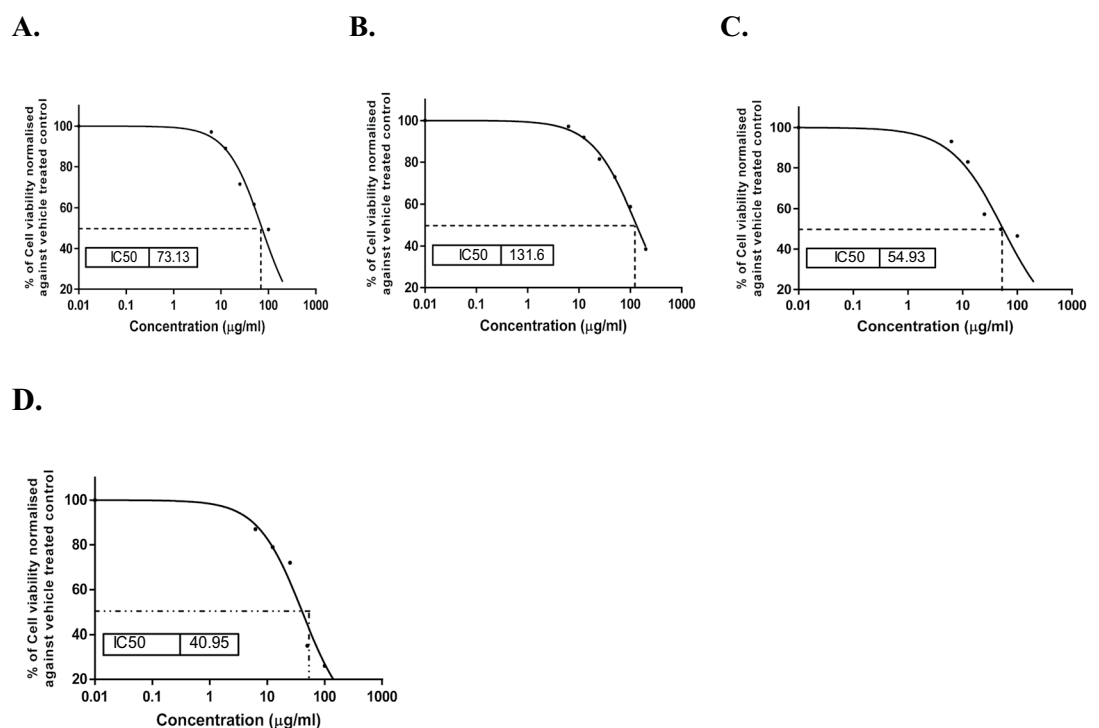 A.
% of Cell viability normalised
against vehicle treated control
100
80
60
40
20
IC50 73.13
0.01 0.1 1 10 100 1000
Concentration (μg/ml)
B.
% of Cell viability normalised
against vehicle treated control
100
80
60
40
20
IC50 131.6
0.01 0.1 1 10 100 1000
Concentration (μg/ml)
C.
% of Cell viability normalised
against vehicle treated control
100
80
60
40
20
IC50 54.93
0.01 0.1 1 10 100 1000
Concentration (μg/ml)
D.
% of Cell viability normalised
against vehicle treated control
100
80
60
40
20
IC50 40.95
0.01 0.1 1 10 100 1000
Concentration (μg/ml)